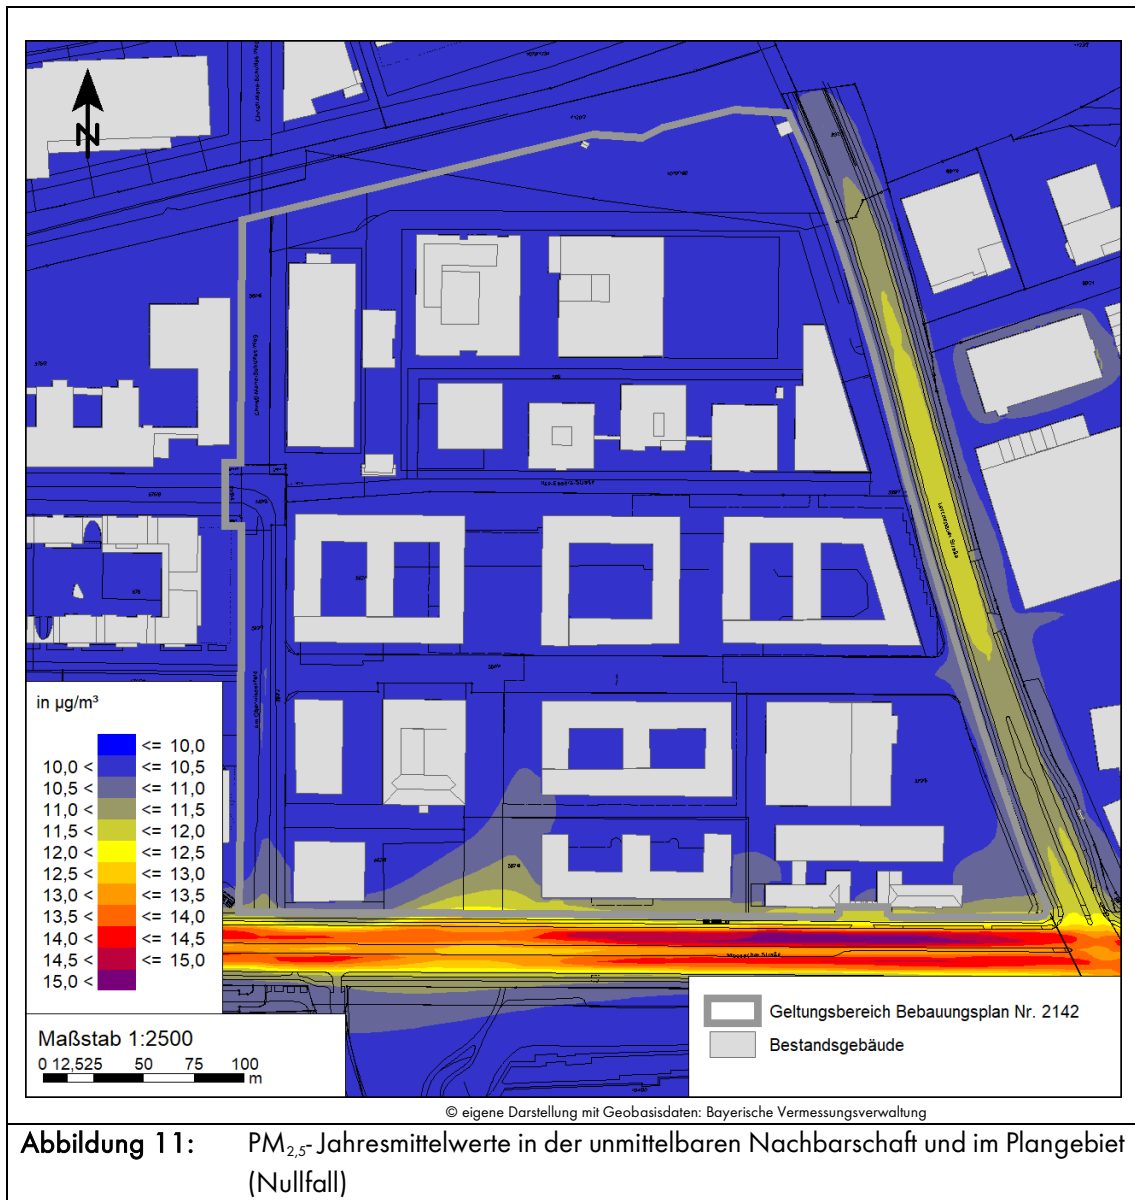 N
Moosacher Straße
in µg/m³
<= 10,0
10,0 < <= 10,5
10,5 < <= 11,0
11,0 < <= 11,5
11,5 < <= 12,0
12,0 < <= 12,5
12,5 < <= 13,0
13,0 < <= 13,5
13,5 < <= 14,0
14,0 < <= 14,5
14,5 < <= 15,0
15,0 <
Maßstab 1:2500
0 12,525 50 75 100
m
Geltungsbereich Bebauungsplan Nr. 2142
Bestandsgebäude
© eigene Darstellung mit Geobasisdaten: Bayerische Vermessungsverwaltung
Abbildung 11: PM2,5- Jahresmittelwerte in der unmittelbaren Nachbarschaft und im Plangebiet
(Nullfall)